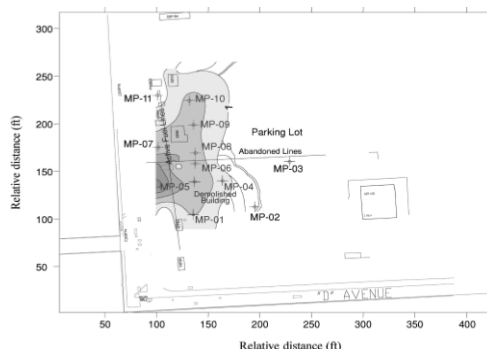 300
250
200
150
100
50
Relative distance (ft)
MP-11
MP-10
MP-09
MP-07
MP-08
Parking Lot
Abandoned Lines
MP-06
MP-03
MP-05
MP-04
Demolished
Building
MP-01
MP-02
"D" AVENUE
50
100
150
200
250
300
350
400
Relative distance (ft)